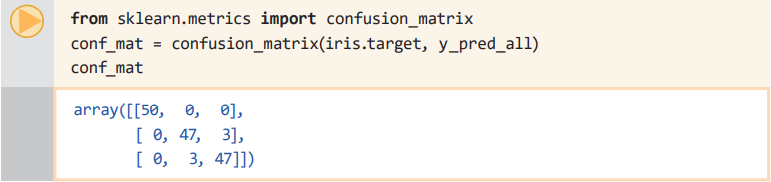 from sklearn.metrics import confusion_matrix
conf_mat = confusion_matrix(iris.target, y_pred_all)
conf_mat
array([[50,  0,  0],
       [ 0, 47,  3],
       [ 0,  3, 47]])